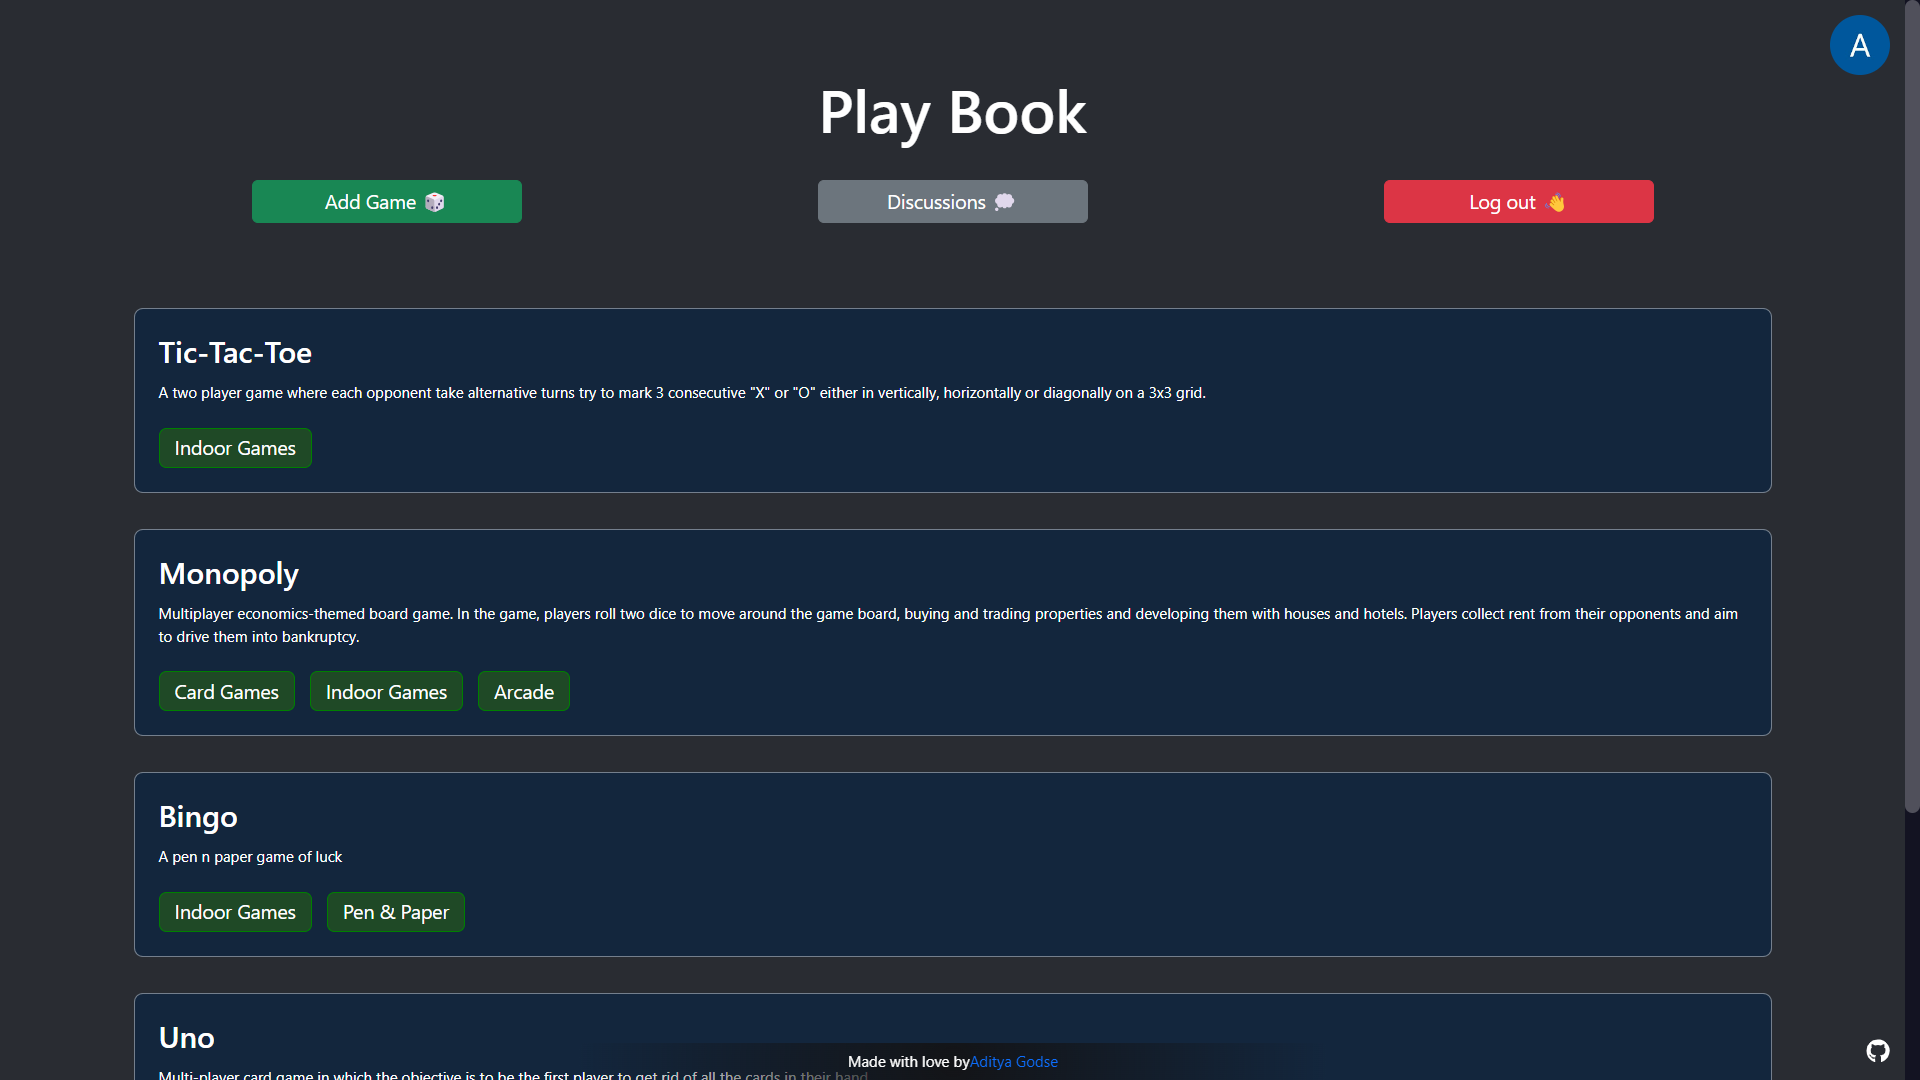 A
Play Book
Add Game 🎲
Discussions 💭
Log out 👋
Tic-Tac-Toe
A two player game where each opponent take alternative turns try to mark 3 consecutive "X" or "O" either in vertically, horizontally or diagonally on a 3x3 grid.
Indoor Games
Monopoly
Multiplayer economics-themed board game. In the game, players roll two dice to move around the game board, buying and trading properties and developing them with houses and hotels. Players collect rent from their opponents and aim
to drive them into bankruptcy.
Card Games Indoor Games Arcade
Bingo
A pen n paper game of luck
Indoor Games Pen & Paper
Uno
Made with love byAditya Godse
Multi-player card game in which the objective is to be the first player to get rid of all the cards in their hand.